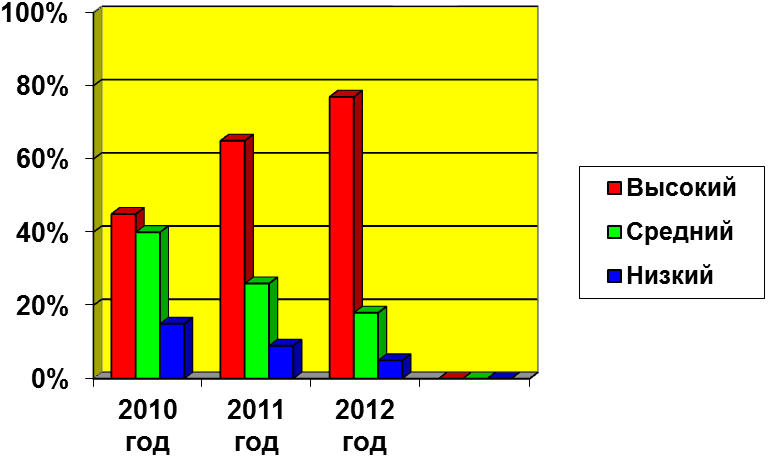 100%
80%
60%
40%
20%
0%
2010
год
2011
год
2012
год
Высокий
Средний
Низкий